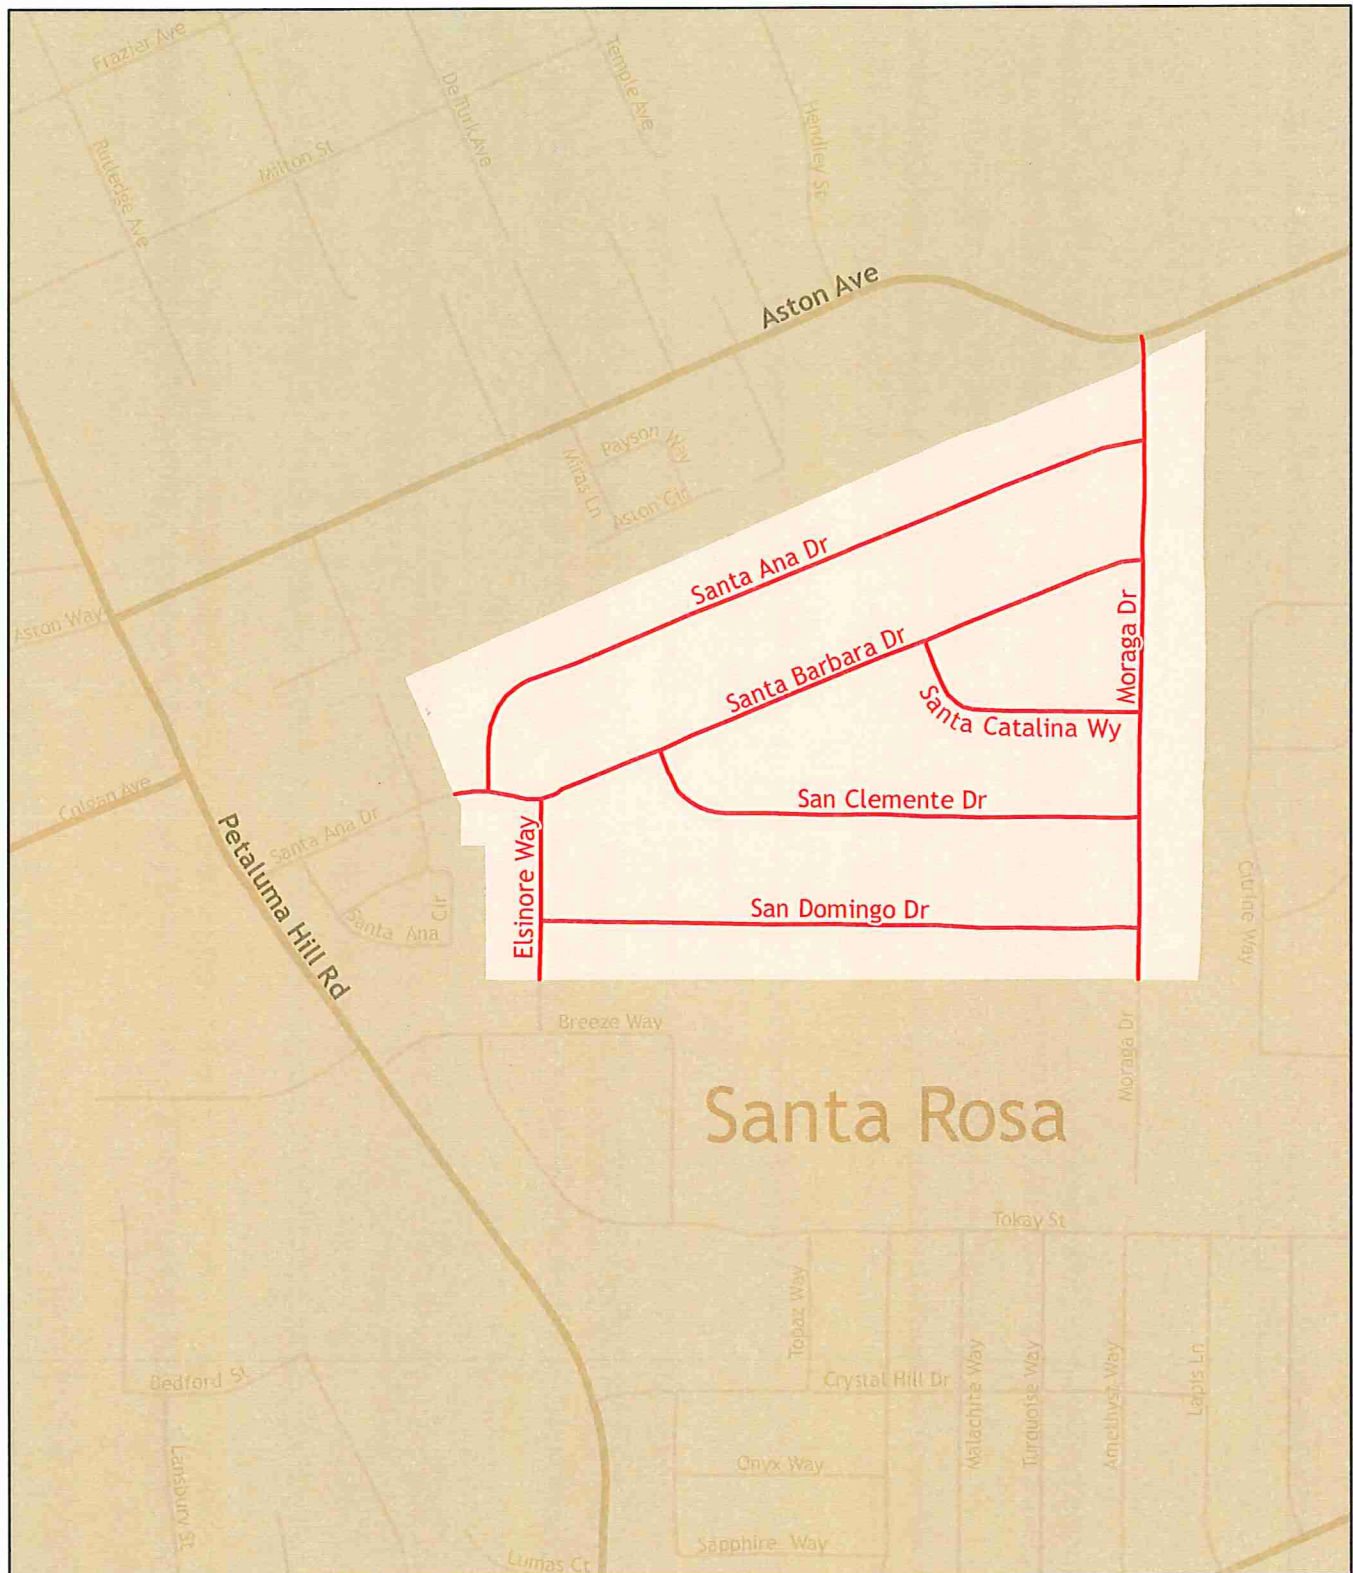 Frazier Ave
Temple Ave
De Turk Ave
Hendley St
Rutledge Ave
Milton St
Aston Ave
Payson Way
Miras Ln
Aston Cir
Santa Ana Dr
Aston Way
Moraga Dr
Santa Barbara Dr
Santa Catalina Wy
Colgan Ave
San Clemente Dr
Santa Ana Dr
Petaluma Hill Rd
Elsinore Way
Citrine Way
San Domingo Dr
Santa Ana Cir
Breeze Way
Moraga Dr
Santa Rosa
Tokay St
Topaz Way
Bedford St
Crystal Hill Dr
Malachite Way
Turquoise Way
Amethyst Way
Lapis Ln
Lansbury St
Onyx Way
Sapphire Way
Lumas Ct